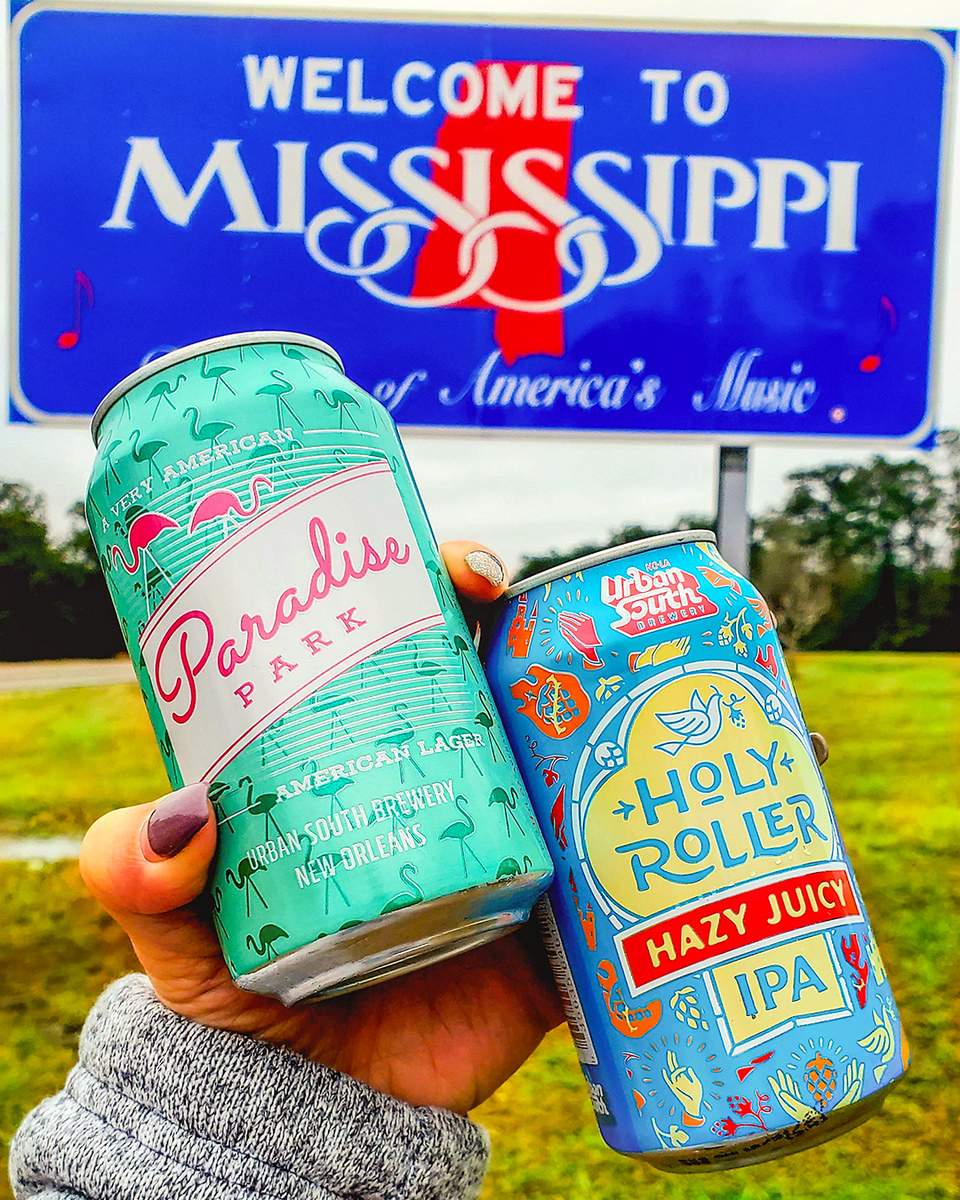 WELCOME TO
MISSISSIPPI
of America's Music
A VERY AMERICAN
Paradise
PARK
AMERICAN LAGER
URBAN SOUTH BREWERY
NEW ORLEANS
NOLA
Urban
South
BREWERY
HOLY
ROLLER
HAZY JUICY
IPA